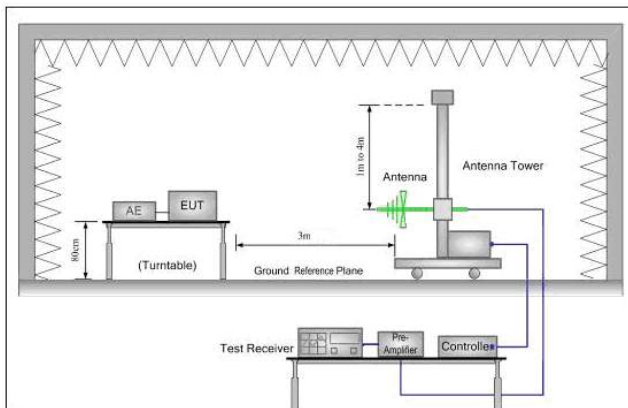 1m to 4m
Antenna
Antenna Tower
AE
EUT
80cm
(Turntable)
3m
Ground Reference Plane
Test Receiver
Pre-
Amplifier
Controller